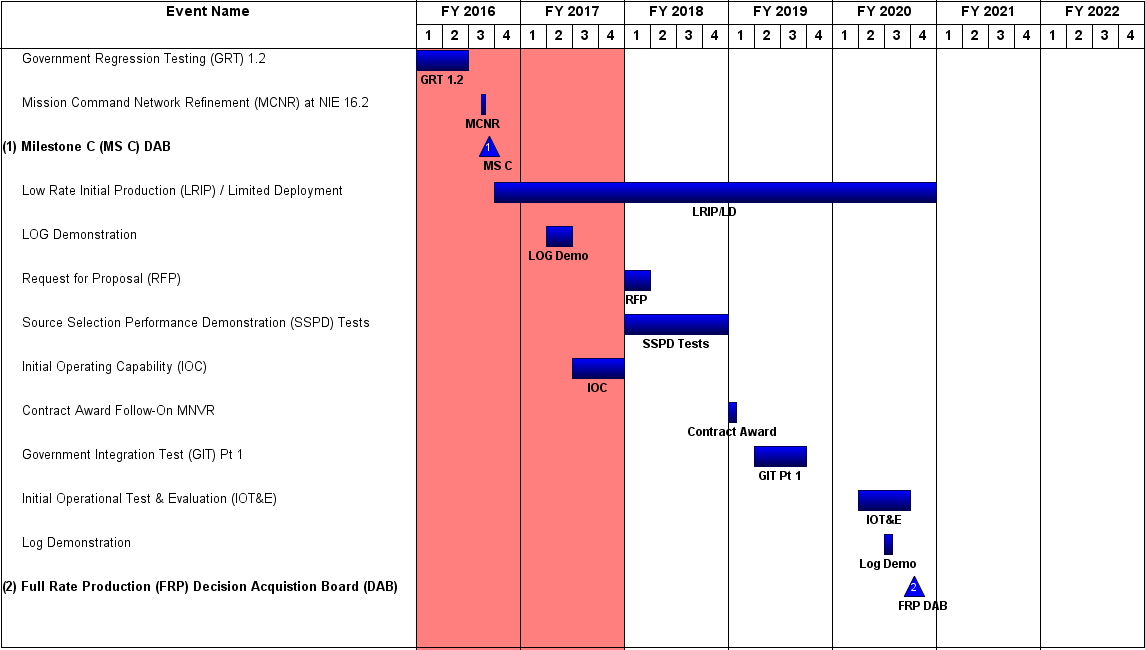 Event Name FY 2016 FY 2017 FY 2018 FY 2019 FY 2020 FY 2021 FY 2022
1 2 3 4 1 2 3 4 1 2 3 4 1 2 3 4 1 2 3 4 1 2 3 4 1 2 3 4
Government Regression Testing (GRT) 1.2
GRT 1.2
Mission Command Network Refinement (MCNR) at NIE 16.2
MCNR
(1) Milestone C (MS C) DAB 1
MS C
Low Rate Initial Production (LRIP) / Limited Deployment
LRIP/LD
LOG Demonstration
LOG Demo
Request for Proposal (RFP)
RFP
Source Selection Performance Demonstration (SSPD) Tests
SSPD Tests
Initial Operating Capability (IOC)
IOC
Contract Award Follow-On MNVR
Contract Award
Government Integration Test (GIT) Pt 1
GIT Pt 1
Initial Operational Test & Evaluation (IOT&E)
IOT&E
Log Demonstration
Log Demo
(2) Full Rate Production (FRP) Decision Acquistion Board (DAB) 2
FRP DAB